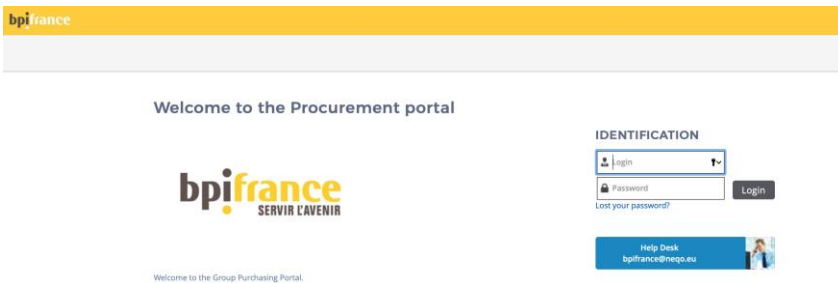 bpifrance
Welcome to the Procurement portal
bpifrance
SERVIR L'AVENIR
Welcome to the Group Purchasing Portal.
IDENTIFICATION
Login
Password
Login
Lost your password?
Help Desk
bpifrance@neqo.eu